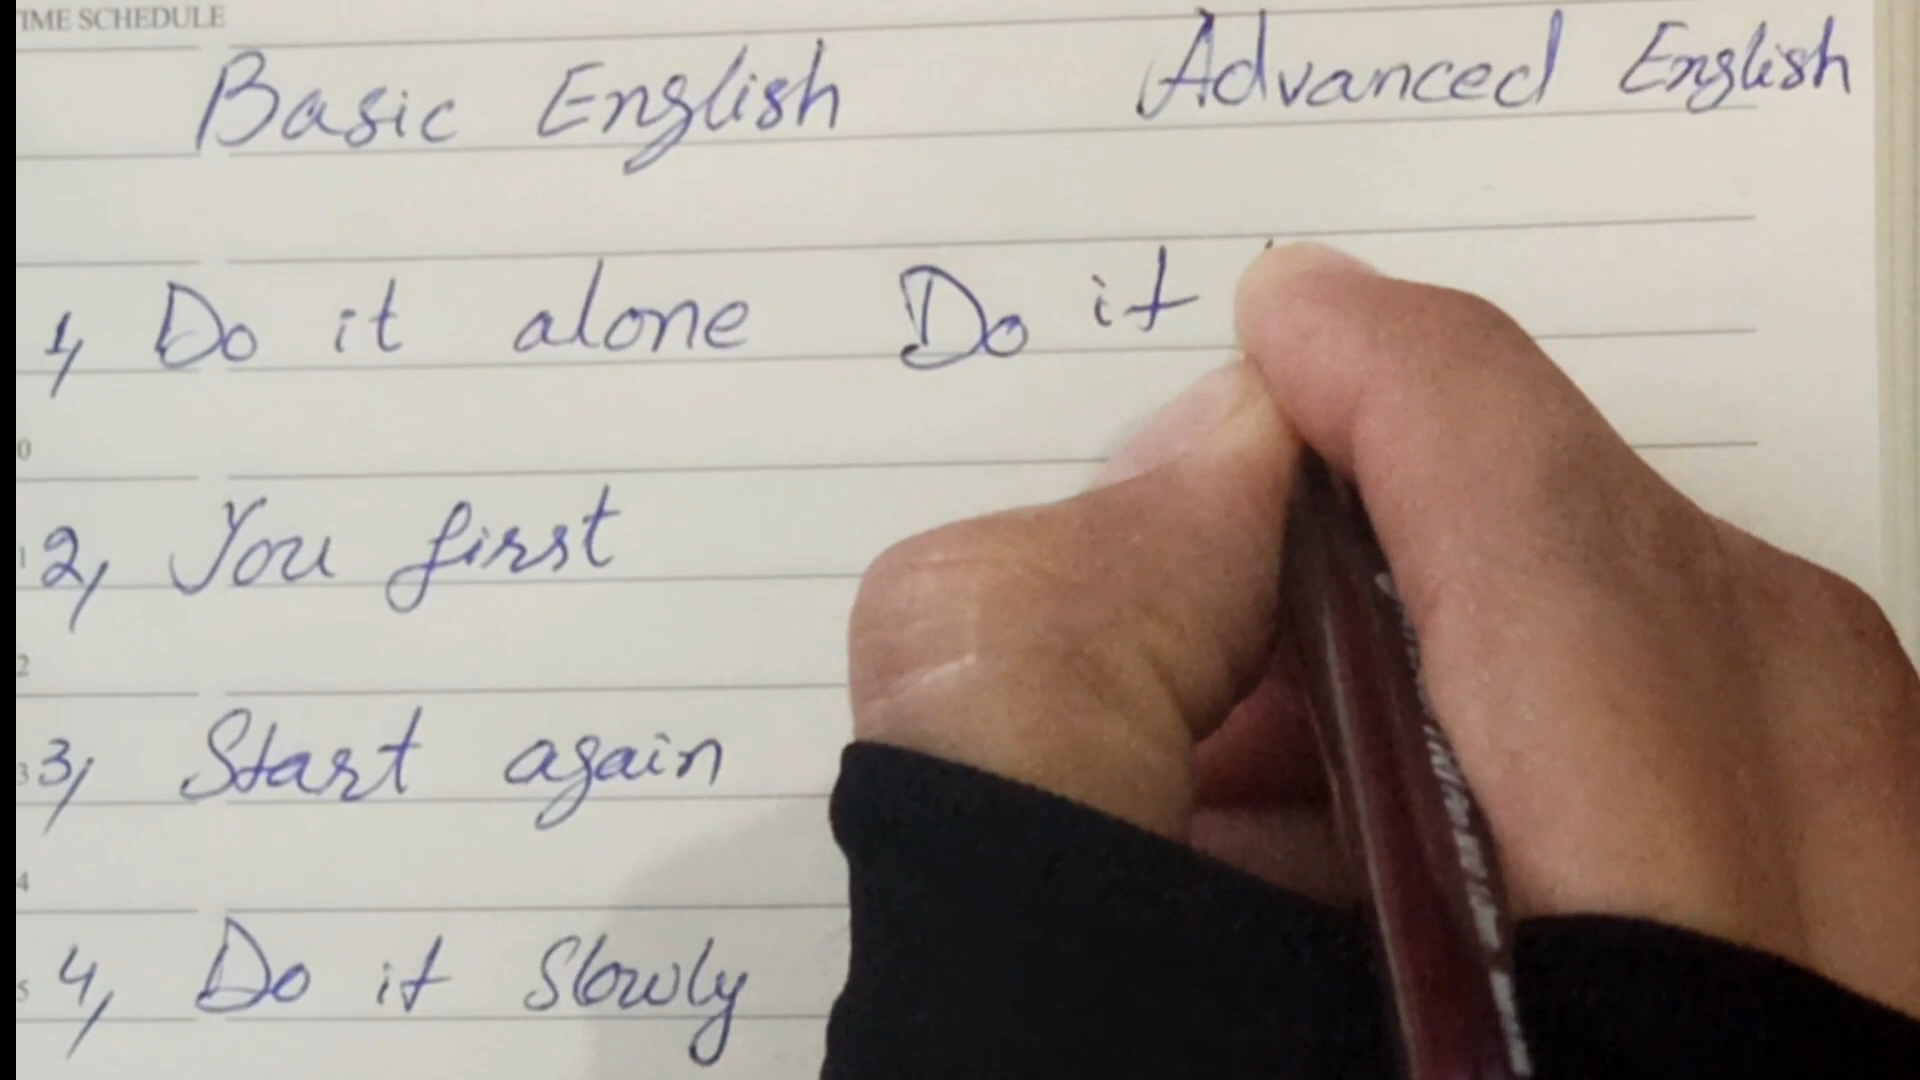 TIME SCHEDULE
Basic English Advanced English
1, Do it alone Do it
2, You first
3, Start again
4, Do it slowly